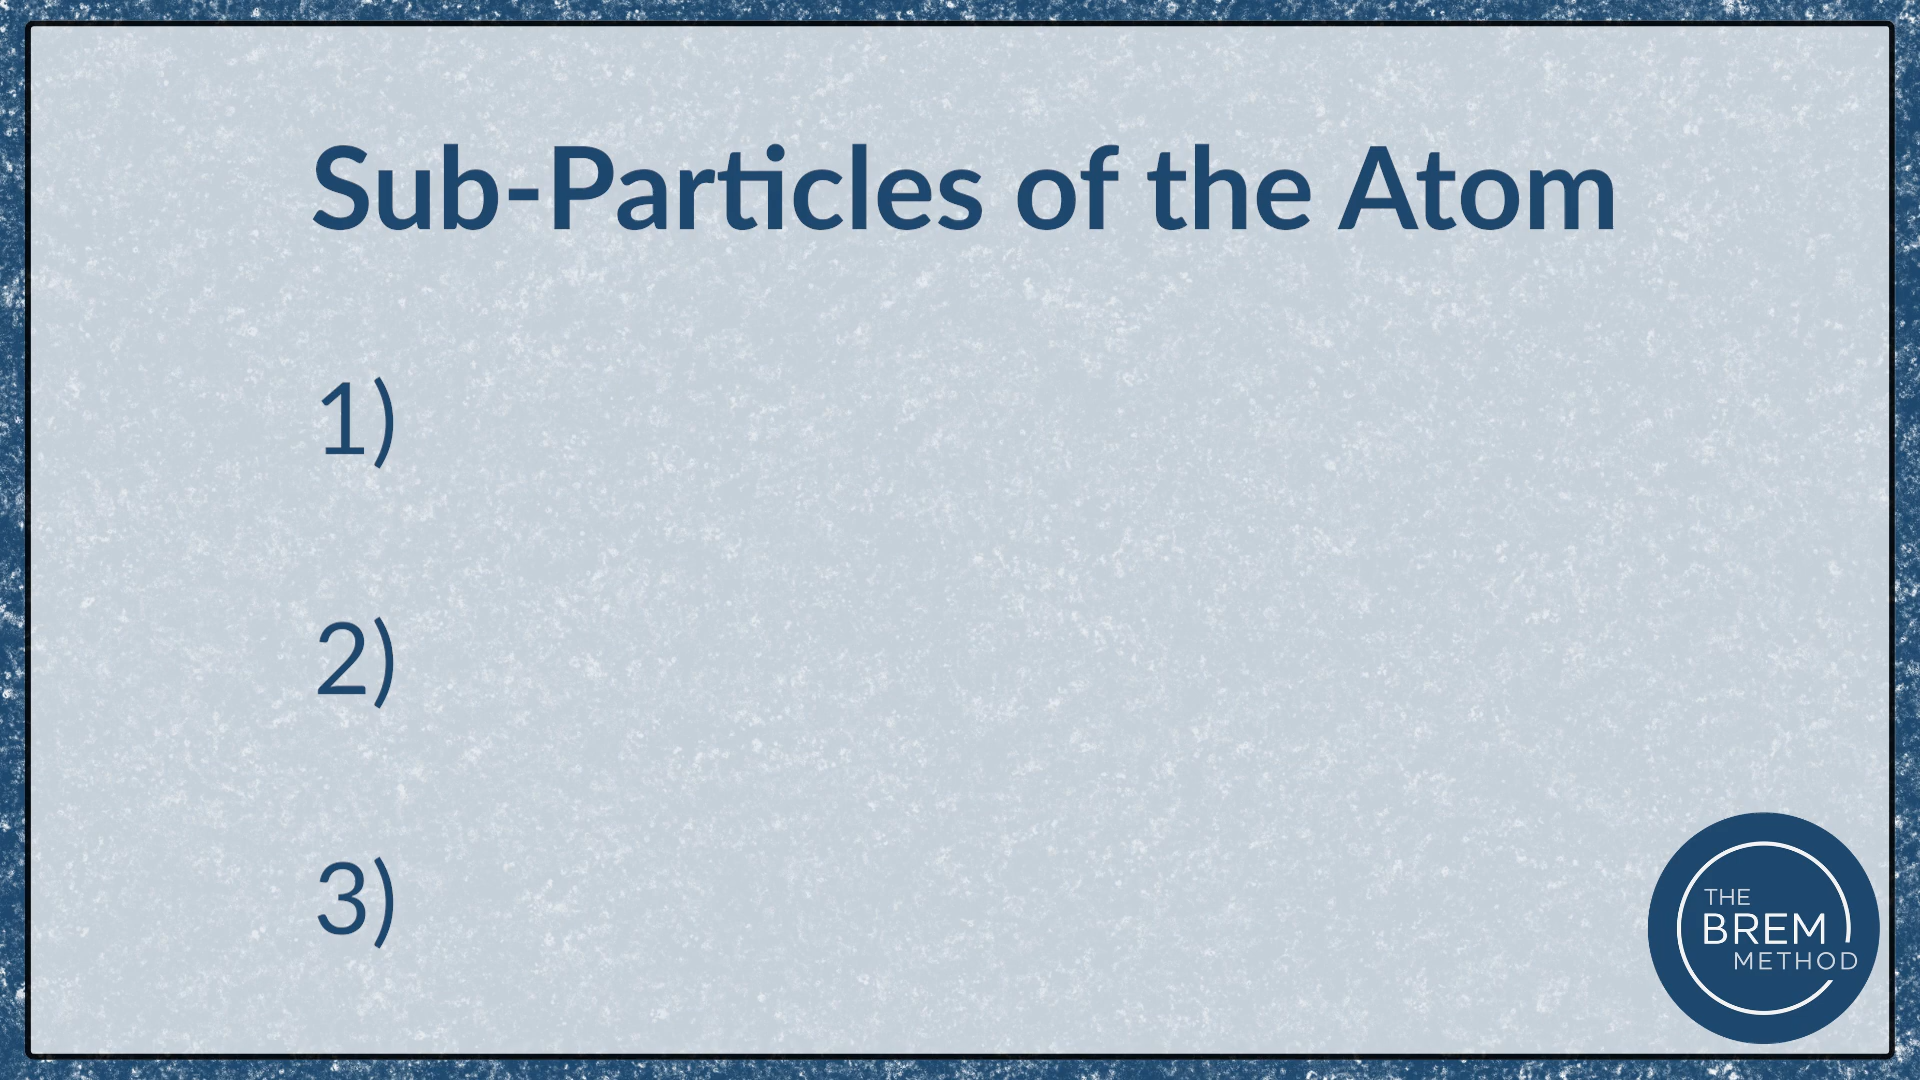 Sub-Particles of the Atom
1)
2)
3)
THE
BREM
METHOD